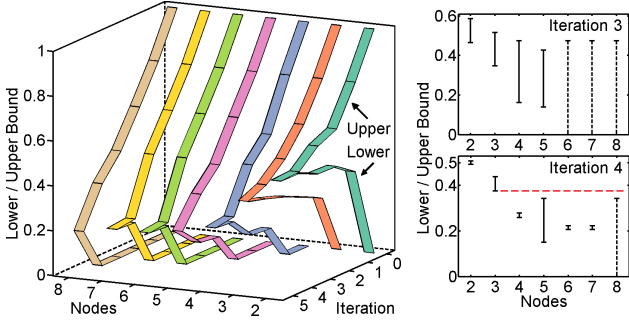 Lower / Upper Bound
1
0.8
0.6
0.4
0.2
0
8 7 6 5 4 3 2
Nodes
5 4 3 2 1 0
Iteration
Upper
Lower
Lower / Upper Bound
Iteration 3
0.6
0.4
0.2
0
2 3 4 5 6 7 8
Iteration 4
0.5
0.4
0.2
0
2 3 4 5 6 7 8
Nodes